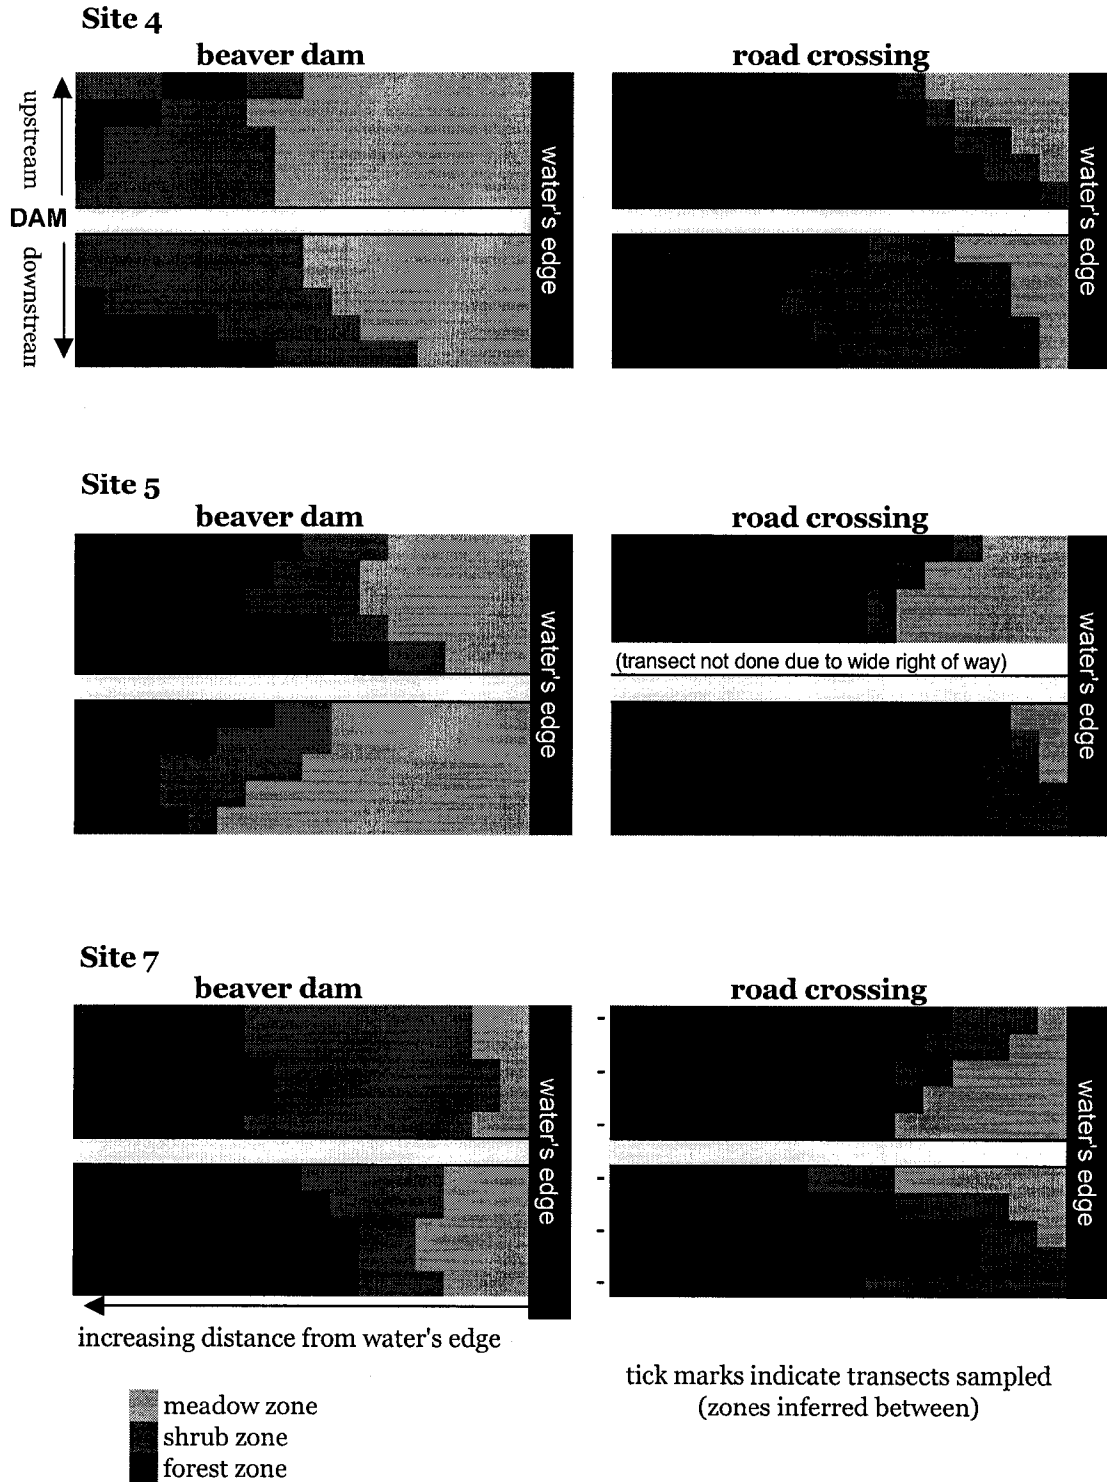 Site 4
beaver dam
road crossing
upstream
DAM
downstream
water's edge
water's edge
Site 5
beaver dam
road crossing
water's edge
(transect not done due to wide right of way)
water's edge
Site 7
beaver dam
road crossing
water's edge
water's edge
increasing distance from water's edge
tick marks indicate transects sampled
(zones inferred between)
meadow zone
shrub zone
forest zone